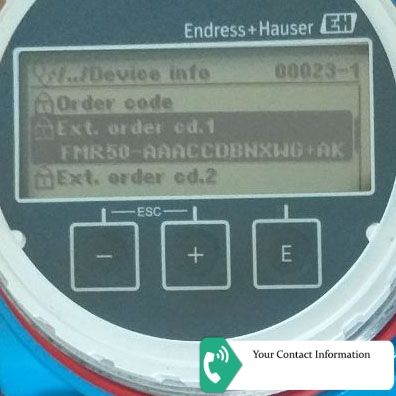 Endress+Hauser EH
/../Device info 00023-1
Order code
Ext. order cd.1
FMR50-AAACCDBNXWG+AK
Ext. order cd.2
ESC
- + E
Your Contact Information